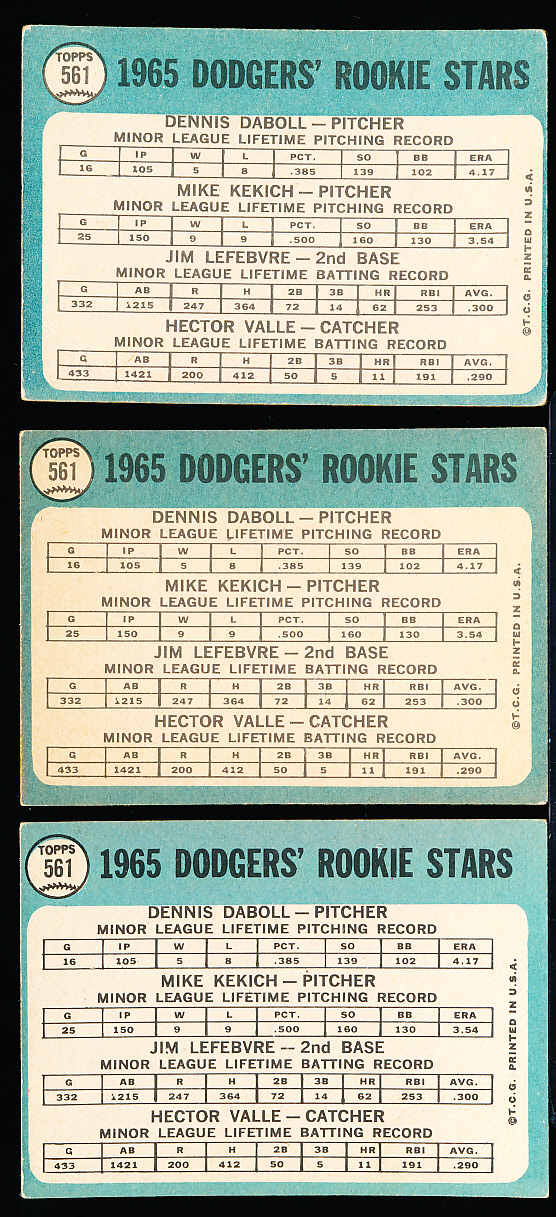 TOPPS
561
1965 DODGERS' ROOKIE STARS
DENNIS DABOLL — PITCHER
MINOR LEAGUE LIFETIME PITCHING RECORD
G IP W L PCT. SO BB ERA
16 105 5 8 .385 139 102 4.17
MIKE KEKICH — PITCHER
MINOR LEAGUE LIFETIME PITCHING RECORD
G IP W L PCT. SO BB ERA
25 150 9 9 .500 160 130 3.54
JIM LEFEBVRE — 2nd BASE
MINOR LEAGUE LIFETIME BATTING RECORD
G AB R H 2B 3B HR RBI AVG.
332 1215 247 364 72 14 62 253 .300
HECTOR VALLE — CATCHER
MINOR LEAGUE LIFETIME BATTING RECORD
G AB R H 2B 3B HR RBI AVG.
433 1421 200 412 50 5 11 191 .290
©T.C.G. PRINTED IN U.S.A.
TOPPS
561
1965 DODGERS' ROOKIE STARS
DENNIS DABOLL — PITCHER
MINOR LEAGUE LIFETIME PITCHING RECORD
G IP W L PCT. SO BB ERA
16 105 5 8 .385 139 102 4.17
MIKE KEKICH — PITCHER
MINOR LEAGUE LIFETIME PITCHING RECORD
G IP W L PCT. SO BB ERA
25 150 9 9 .500 160 130 3.54
JIM LEFEBVRE — 2nd BASE
MINOR LEAGUE LIFETIME BATTING RECORD
G AB R H 2B 3B HR RBI AVG.
332 1215 247 364 72 14 62 253 .300
HECTOR VALLE — CATCHER
MINOR LEAGUE LIFETIME BATTING RECORD
G AB R H 2B 3B HR RBI AVG.
433 1421 200 412 50 5 11 191 .290
©T.C.G. PRINTED IN U.S.A.
TOPPS
561
1965 DODGERS' ROOKIE STARS
DENNIS DABOLL — PITCHER
MINOR LEAGUE LIFETIME PITCHING RECORD
G IP W L PCT. SO BB ERA
16 105 5 8 .385 139 102 4.17
MIKE KEKICH — PITCHER
MINOR LEAGUE LIFETIME PITCHING RECORD
G IP W L PCT. SO BB ERA
25 150 9 9 .500 160 130 3.54
JIM LEFEBVRE -- 2nd BASE
MINOR LEAGUE LIFETIME BATTING RECORD
G AB R H 2B 3B HR RBI AVG.
332 1215 247 364 72 14 62 253 .300
HECTOR VALLE — CATCHER
MINOR LEAGUE LIFETIME BATTING RECORD
G AB R H 2B 3B HR RBI AVG.
433 1421 200 412 50 5 11 191 .290
©T.C.G. PRINTED IN U.S.A.